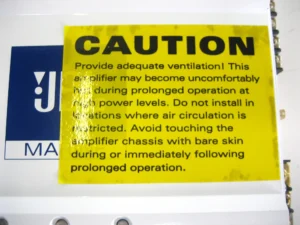 CAUTION
Provide adequate ventilation! This
amplifier may become uncomfortably
hot during prolonged operation at
high power levels. Do not install in
locations where air circulation is
restricted. Avoid touching the
amplifier chassis with bare skin
during or immediately following
prolonged operation.
MA